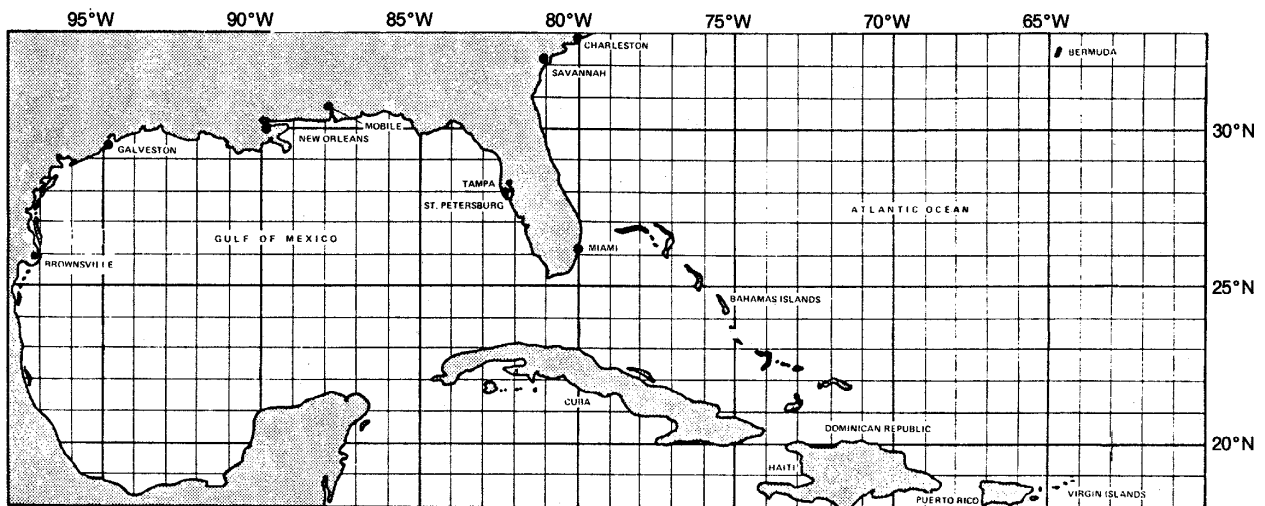 95°W 90°W 85°W 80°W 75°W 70°W 65°W
CHARLESTON
BERMUDA
SAVANNAH
MOBILE
30°N
NEW ORLEANS
GALVESTON
TAMPA
ST. PETERSBURG
ATLANTIC OCEAN
GULF OF MEXICO
MIAMI
BROWNSVILLE
25°N
BAHAMAS ISLANDS
CUBA
DOMINICAN REPUBLIC
20°N
HAITI
PUERTO RICO
VIRGIN ISLANDS